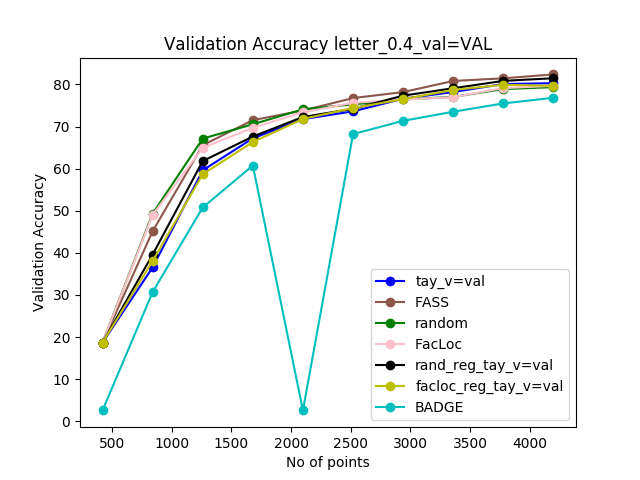 Validation Accuracy letter_0.4_val=VAL
Validation Accuracy
80
70
60
50
40
30
20
10
0
tay_v=val
FASS
random
FacLoc
rand_reg_tay_v=val
facloc_reg_tay_v=val
BADGE
500 1000 1500 2000 2500 3000 3500 4000
No of points